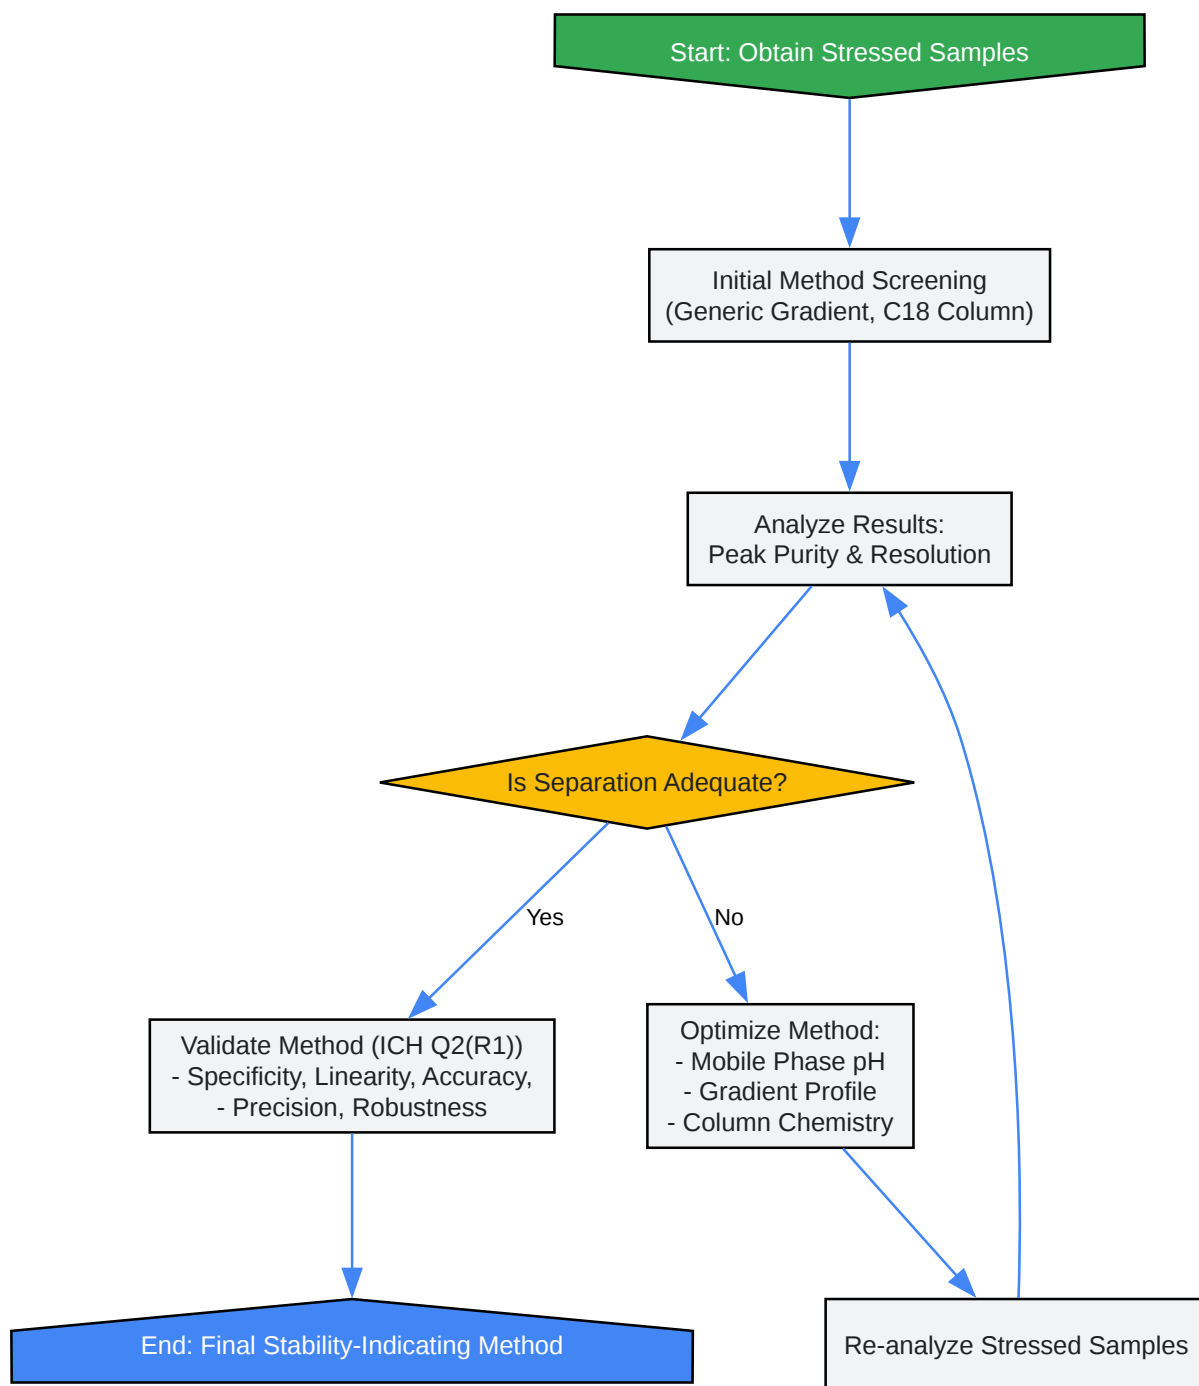 Start: Obtain Stressed Samples
Initial Method Screening
(Generic Gradient, C18 Column)
Analyze Results:
Peak Purity & Resolution
Is Separation Adequate?
Yes
No
Validate Method (ICH Q2(R1))
- Specificity, Linearity, Accuracy,
- Precision, Robustness
Optimize Method:
- Mobile Phase pH
- Gradient Profile
- Column Chemistry
End: Final Stability-Indicating Method
Re-analyze Stressed Samples